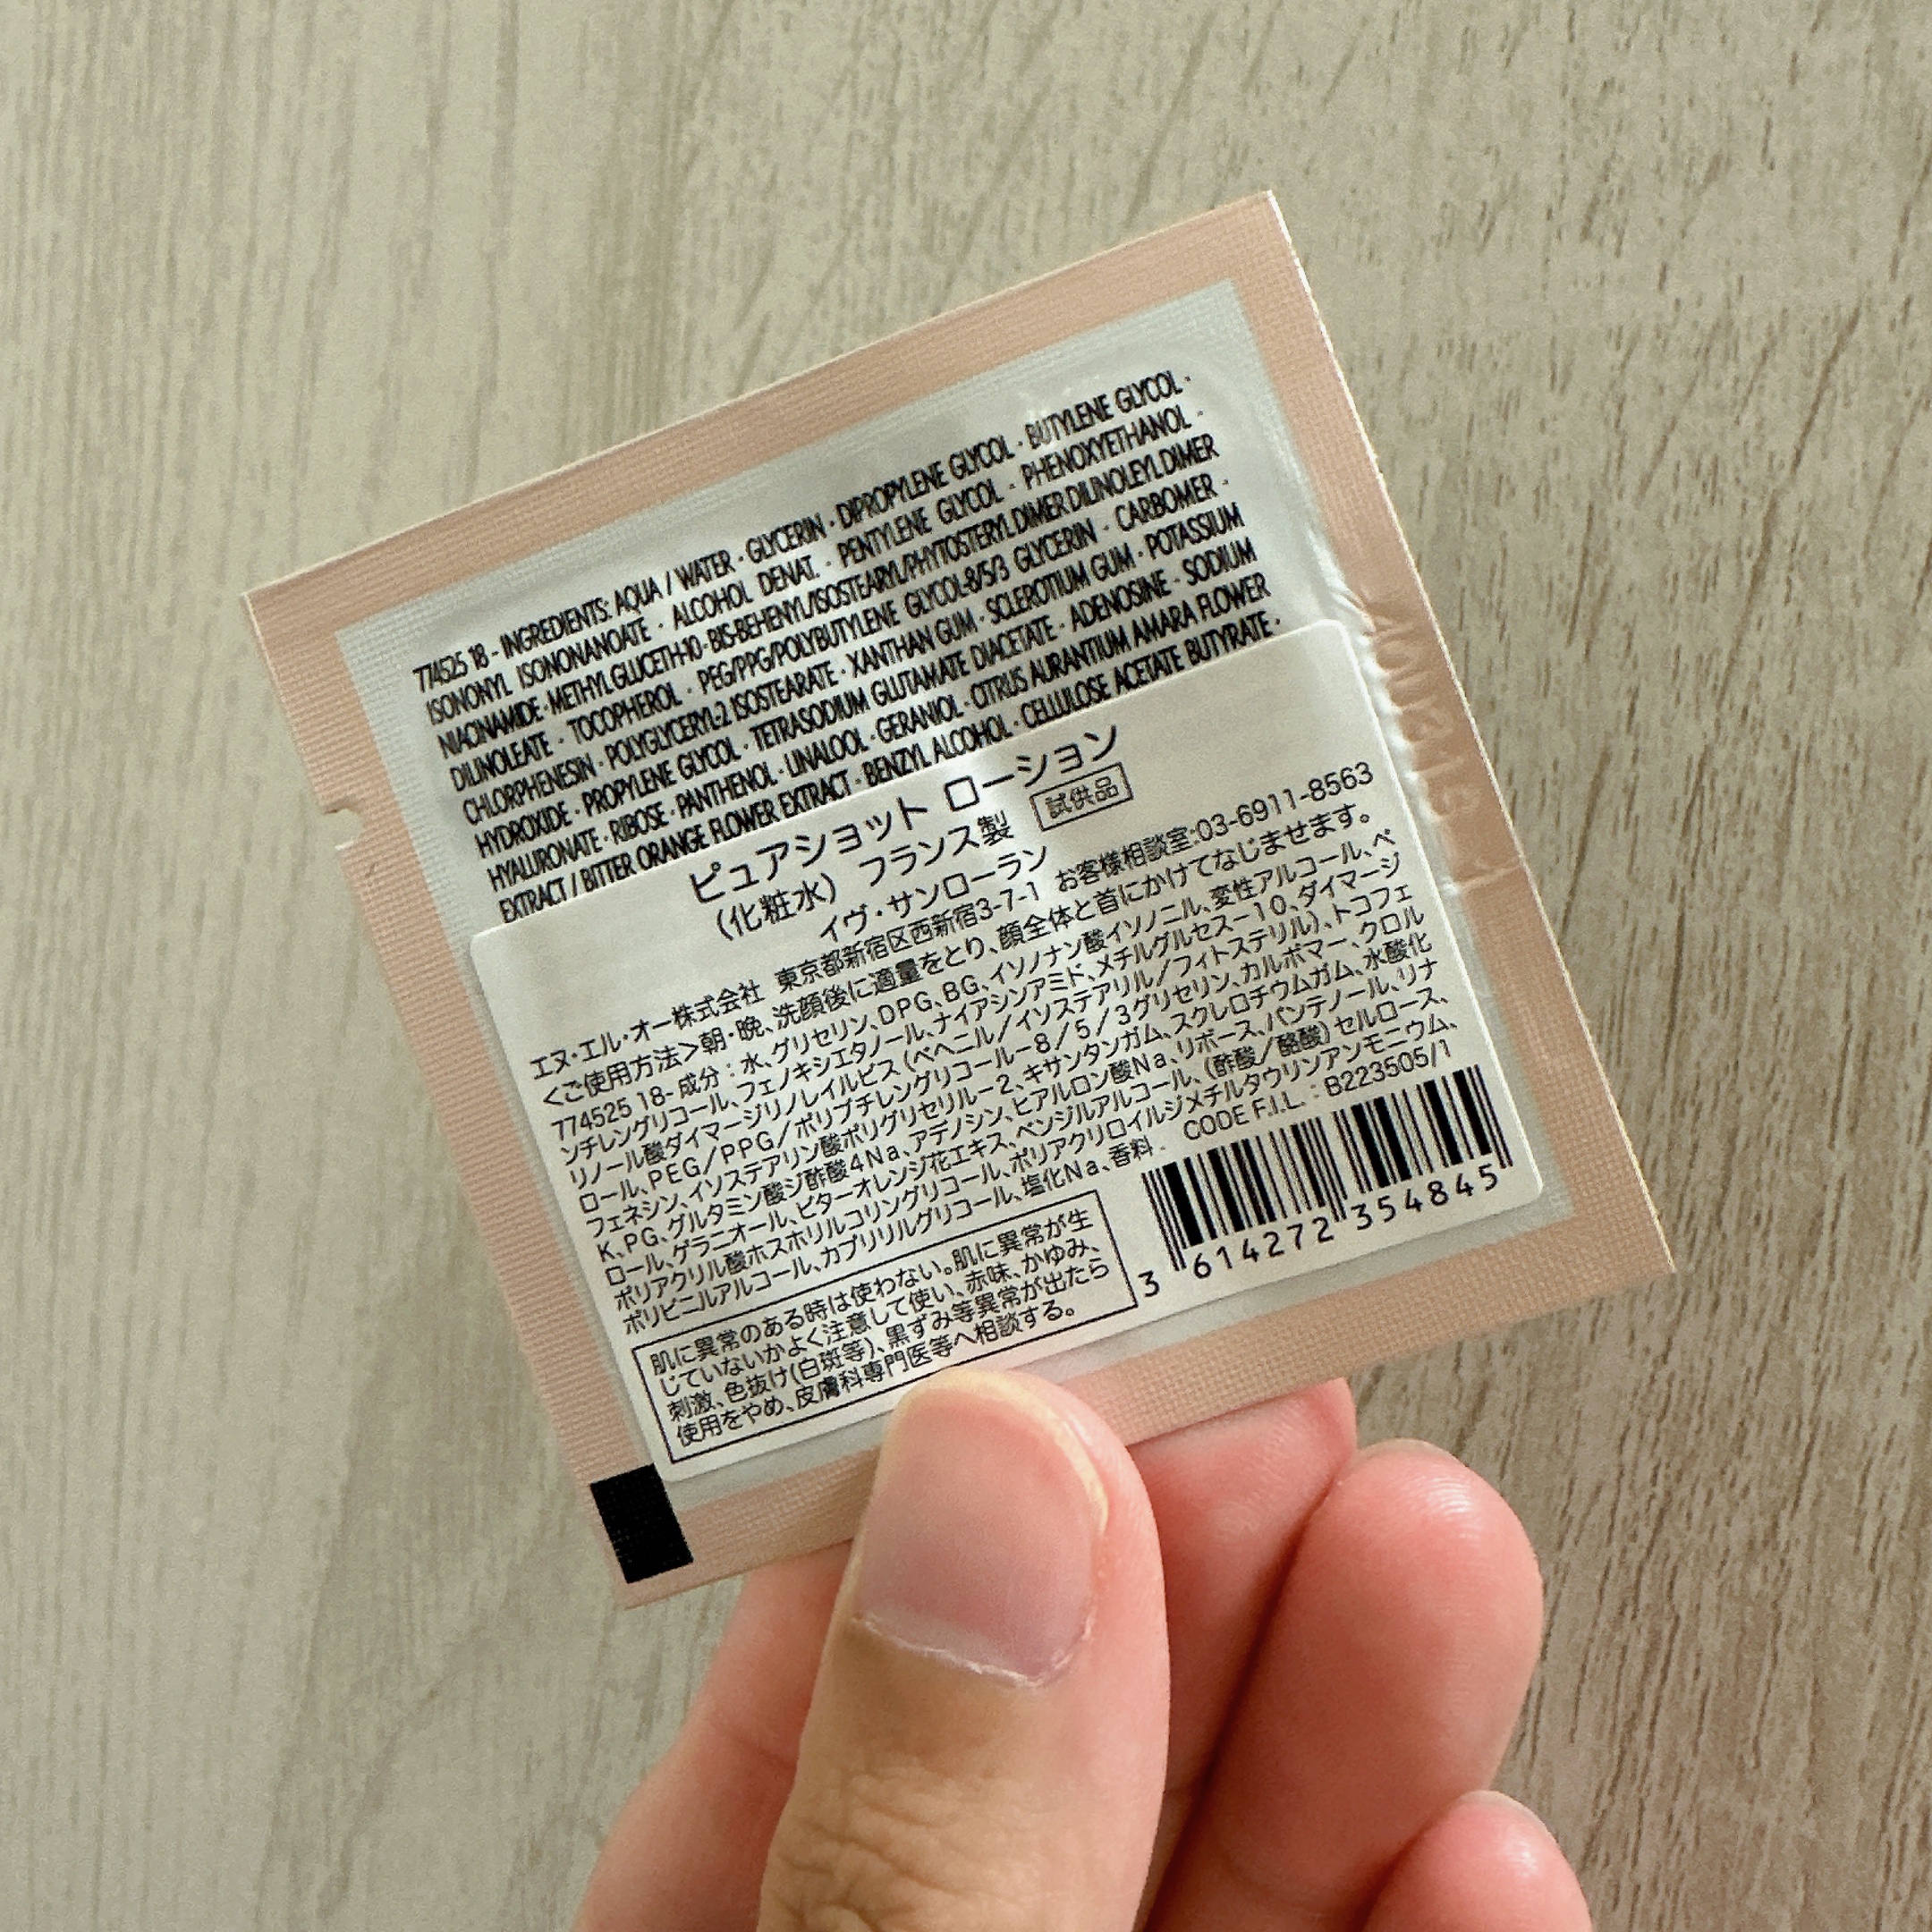 774525 18 - INGREDIENTS: AQUA / WATER · GLYCERIN · DIPROPYLENE GLYCOL · BUTYLENE GLYCOL ·
ISONONYL ISONONANOATE · ALCOHOL DENAT. · PENTYLENE GLYCOL · PHENOXYETHANOL ·
NIACINAMIDE · METHYL GLUCETH-10 · BIS-BEHENYL/ISOSTEARYL/PHYTOSTERYL DIMER DILINOLEYL DIMER
DILINOLEATE · TOCOPHEROL · PEG/PPG/POLYBUTYLENE GLYCOL-8/5/3 GLYCERIN · CARBOMER ·
CHLORPHENESIN · POLYGLYCERYL-2 ISOSTEARATE · XANTHAN GUM · SCLEROTIUM GUM · POTASSIUM
HYDROXIDE · PROPYLENE GLYCOL · TETRASODIUM GLUTAMATE DIACETATE · ADENOSINE · SODIUM
HYALURONATE · RIBOSE · PANTHENOL · LINALOOL · GERANIOL · CITRUS AURANTIUM AMARA FLOWER
EXTRACT / BITTER ORANGE FLOWER EXTRACT · BENZYL ALCOHOL · CELLULOSE ACETATE BUTYRATE ·
ピュアショット ローション
(化粧水) フランス製 試供品
イヴ・サンローラン
エヌ・エル・オー株式会社 東京都新宿区西新宿3-7-1 お客様相談室:03-6911-8563
<ご使用方法>朝・晩、洗顔後に適量をとり、顔全体と首にかけてなじませます。
774525 18- 成分：水、グリセリン、DPG、BG、イソノナン酸イソノニル、変性アルコール、ペ
ンチレングリコール、フェノキシエタノール、ナイアシンアミド、メチルグルセス－10、ダイマージ
リノール酸ダイマージリノレイルビス(ベヘニル／イソステアリル／フィトステリル)、トコフェ
ロール、PEG／PPG／ポリブチレングリコール－8／5／3グリセリン、カルボマー、クロル
フェネシン、イソステアリン酸ポリグリセリル－2、キサンタンガム、スクレロチウムガム、水酸化
K、PG、グルタミン酸ジ酢酸4Na、アデノシン、ヒアルロン酸Na、リボース、パンテノール、リナ
ロール、ゲラニオール、ビターオレンジ花エキス、ベンジルアルコール、(酢酸／酪酸)セルロース、
ポリアクリル酸ホスホリルコリングリコール、ポリアクリロイルジメチルタウリンアンモニウム、
ポリビニルアルコール、カプリリルグリコール、塩化Na、香料. CODE F.I.L. : B223505/1
肌に異常のある時は使わない。肌に異常が生
じていないかよく注意して使い、赤味、かゆみ、
刺激、色抜け(白斑等)、黒ずみ等異常が出たら
使用をやめ、皮膚科専門医等へ相談する。
3 614272 354845